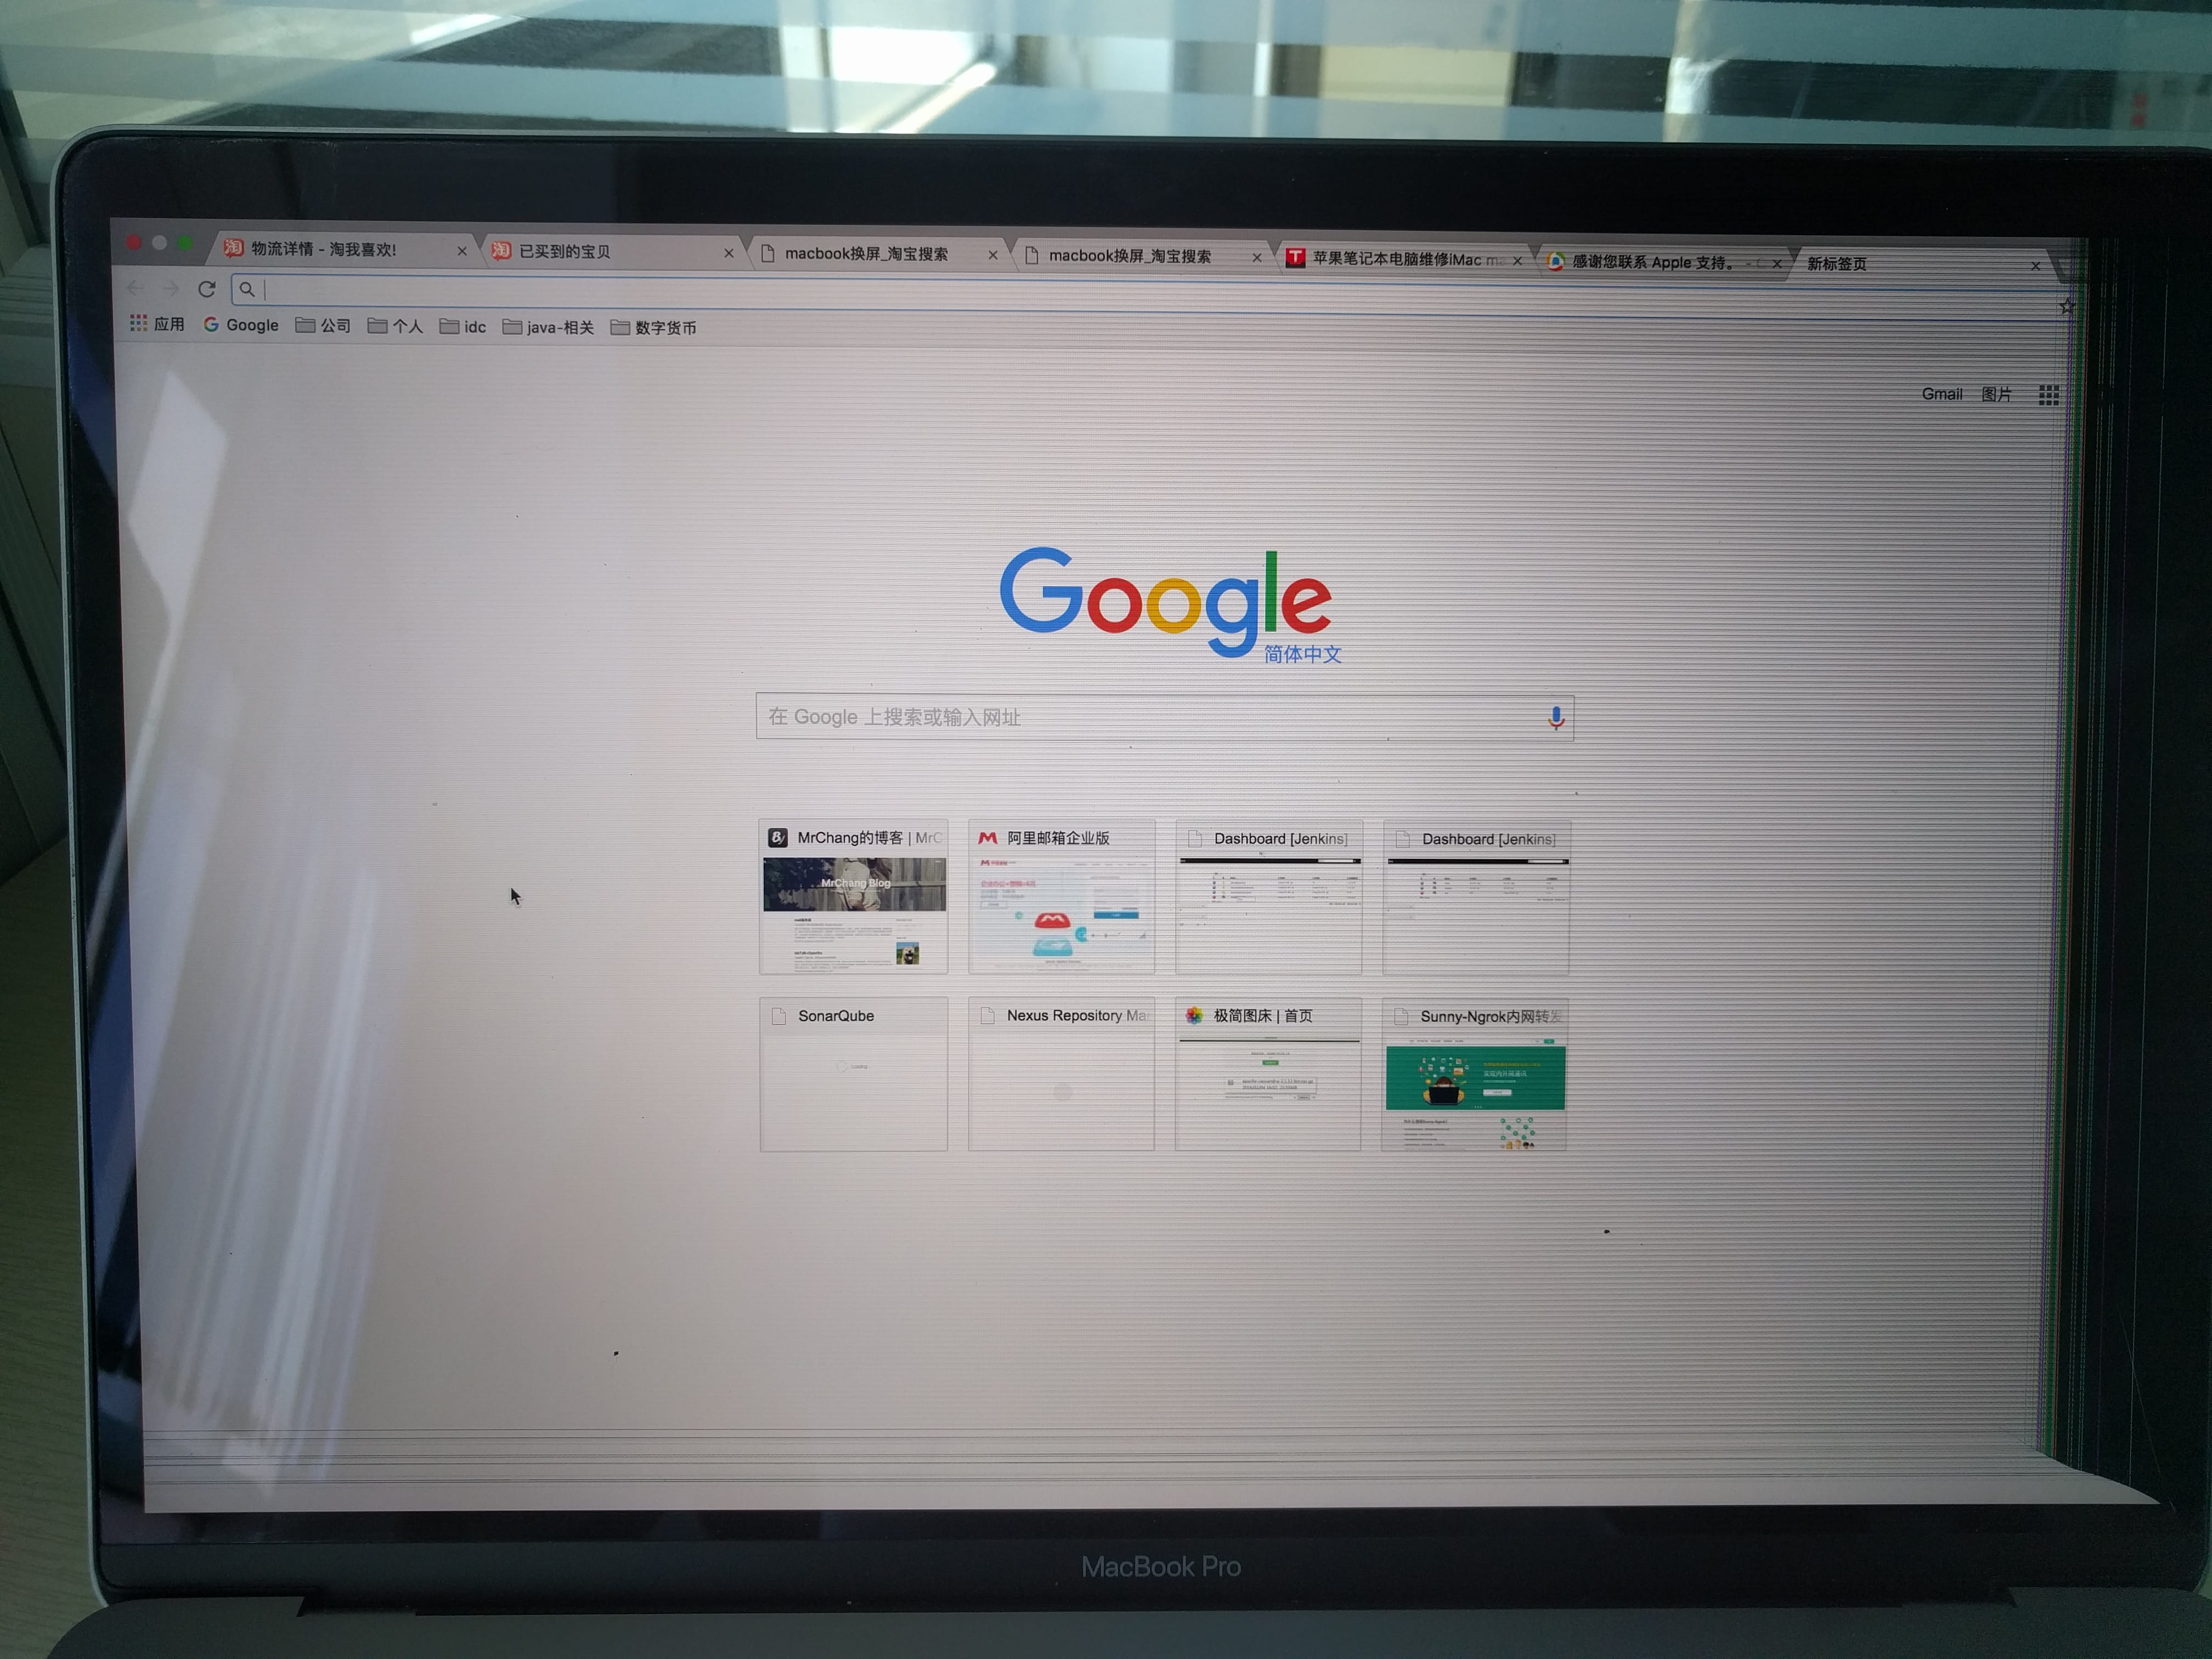 物流详情 - 淘我喜欢!
已买到的宝贝
macbook换屏_淘宝搜索
macbook换屏_淘宝搜索
苹果笔记本电脑维修iMac
感谢您联系 Apple 支持。 -
新标签页
应用 Google 公司 个人 idc java-相关 数字货币
Gmail 图片
Google
简体中文
在 Google 上搜索或输入网址
MrChang的博客 | MrC
阿里邮箱企业版
Dashboard [Jenkins]
Dashboard [Jenkins]
MrChang Blog
SonarQube
Nexus Repository Mar
极简图床 | 首页
Sunny-Ngrok内网转发
Loading
MacBook Pro